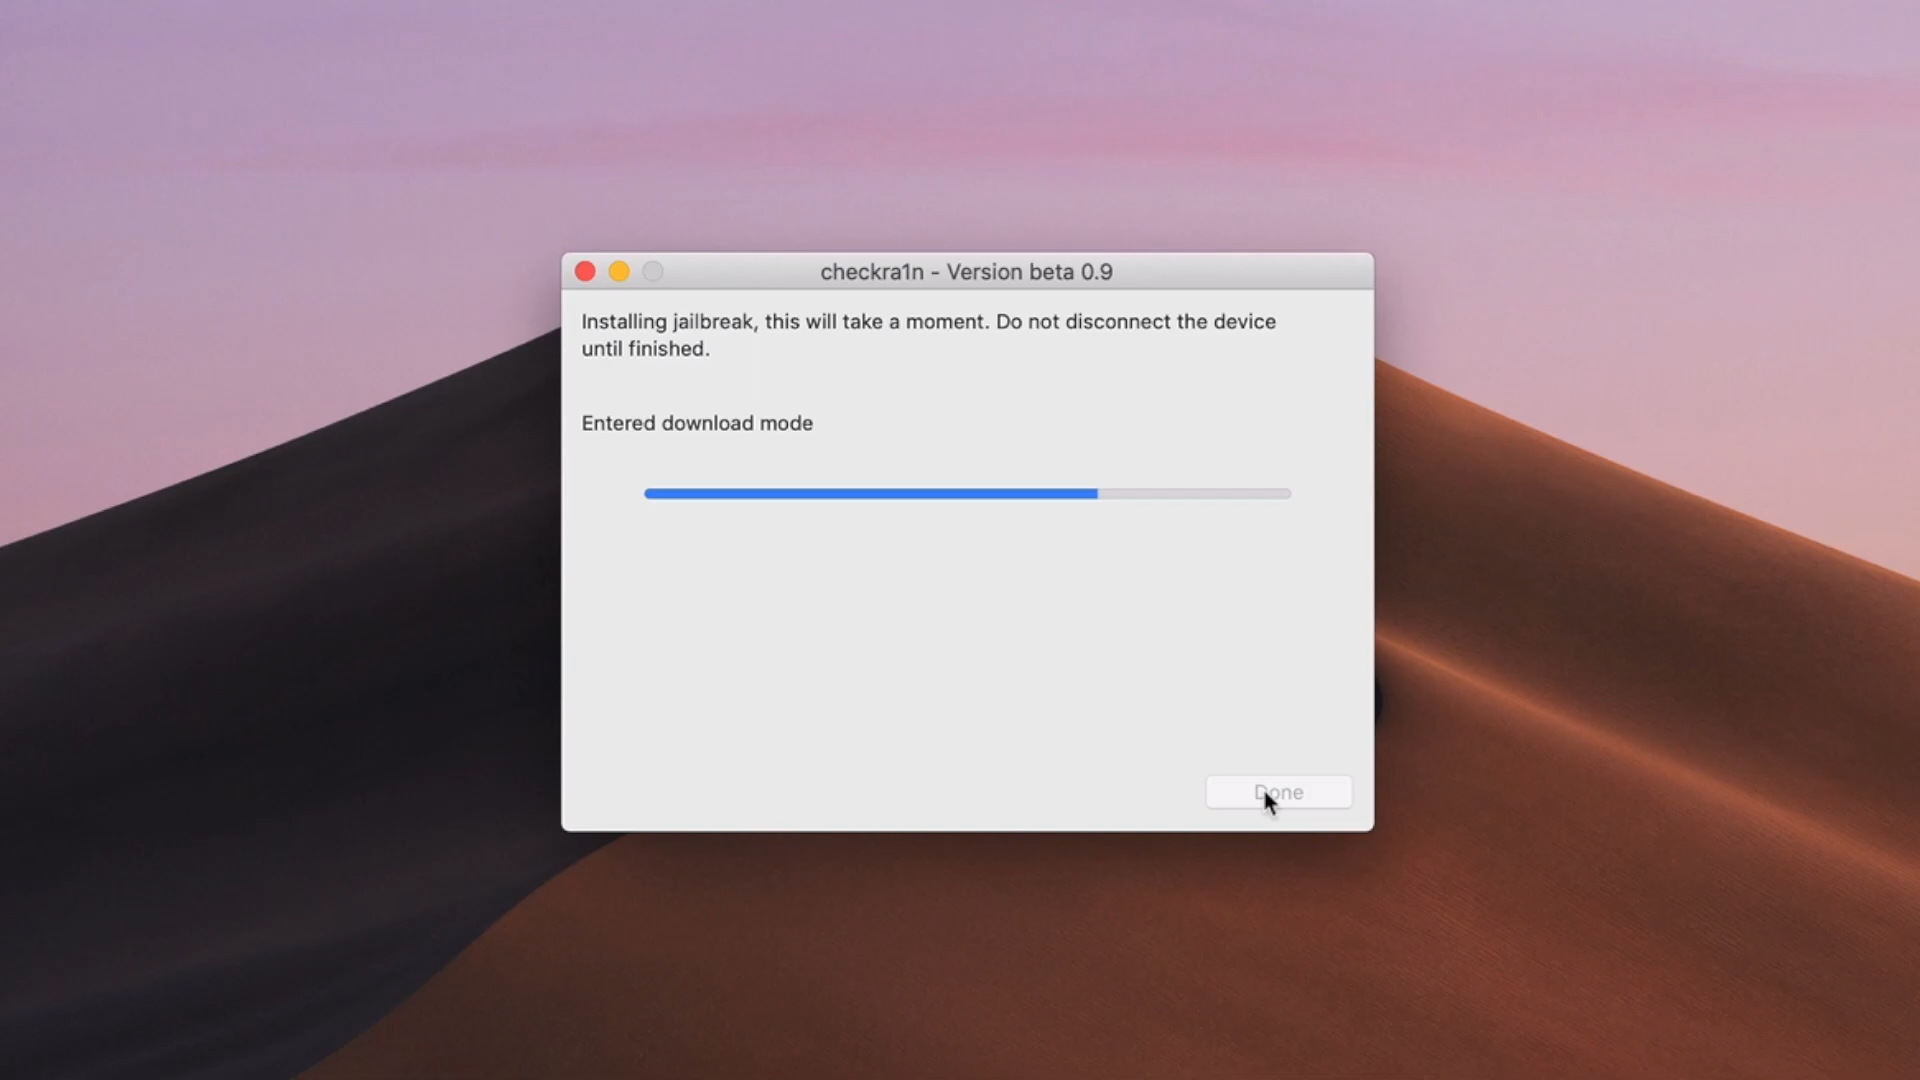 checkra1n - Version beta 0.9
Installing jailbreak, this will take a moment. Do not disconnect the device
until finished.
Entered download mode
Done